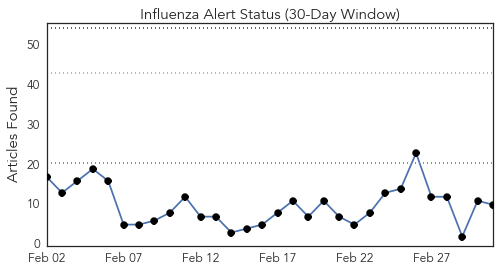 Influenza Alert Status (30-Day Window)
Articles Found
50
40
30
20
10
0
Feb 02 Feb 07 Feb 12 Feb 17 Feb 22 Feb 27